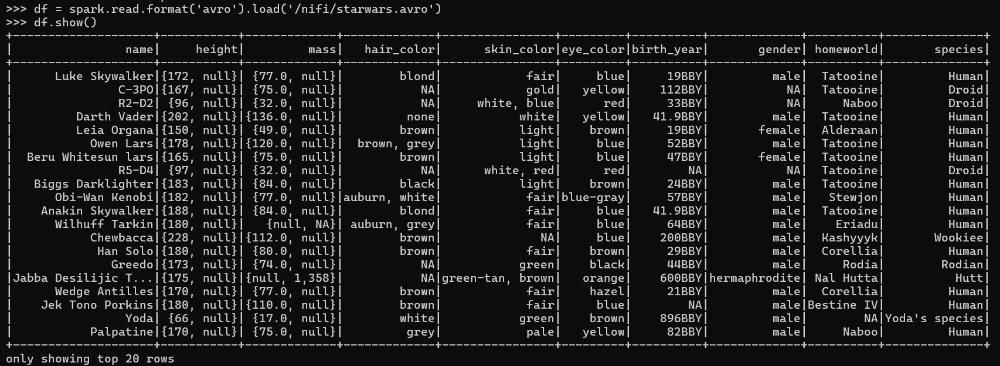 >>> df = spark.read.format('avro').load('/nifi/starwars.avro')
>>> df.show()
+--------------------+-----------+-------------+-------------+----------------+---------+----------+-------------+----------+--------------+
|                name|     height|         mass|   hair_color|      skin_color|eye_color|birth_year|       gender| homeworld|       species|
+--------------------+-----------+-------------+-------------+----------------+---------+----------+-------------+----------+--------------+
|      Luke Skywalker|{172, null}| {77.0, null}|        blond|            fair|     blue|     19BBY|         male|  Tatooine|         Human|
|               C-3PO|{167, null}| {75.0, null}|           NA|            gold|   yellow|    112BBY|           NA|  Tatooine|         Droid|
|               R2-D2| {96, null}| {32.0, null}|           NA|     white, blue|      red|     33BBY|           NA|     Naboo|         Droid|
|         Darth Vader|{202, null}|{136.0, null}|         none|           white|   yellow|   41.9BBY|         male|  Tatooine|         Human|
|         Leia Organa|{150, null}| {49.0, null}|        brown|           light|    brown|     19BBY|       female|  Alderaan|         Human|
|           Owen Lars|{178, null}|{120.0, null}|  brown, grey|           light|     blue|     52BBY|         male|  Tatooine|         Human|
|  Beru Whitesun lars|{165, null}| {75.0, null}|        brown|           light|     blue|     47BBY|       female|  Tatooine|         Human|
|               R5-D4| {97, null}| {32.0, null}|           NA|      white, red|      red|        NA|           NA|  Tatooine|         Droid|
|   Biggs Darklighter|{183, null}| {84.0, null}|        black|           light|    brown|     24BBY|         male|  Tatooine|         Human|
|      Obi-Wan Kenobi|{182, null}| {77.0, null}|auburn, white|            fair|blue-gray|     57BBY|         male|   Stewjon|         Human|
|    Anakin Skywalker|{188, null}| {84.0, null}|        blond|            fair|     blue|   41.9BBY|         male|  Tatooine|         Human|
|      Wilhuff Tarkin|{180, null}|   {null, NA}| auburn, grey|            fair|     blue|     64BBY|         male|    Eriadu|         Human|
|           Chewbacca|{228, null}|{112.0, null}|        brown|              NA|     blue|    200BBY|         male|  Kashyyyk|       Wookiee|
|            Han Solo|{180, null}| {80.0, null}|        brown|            fair|    brown|     29BBY|         male|  Corellia|         Human|
|              Greedo|{173, null}| {74.0, null}|           NA|           green|    black|     44BBY|         male|     Rodia|        Rodian|
|Jabba Desilijic T...|{175, null}|{null, 1,358}|           NA|green-tan, brown|   orange|    600BBY|hermaphrodite| Nal Hutta|          Hutt|
|      Wedge Antilles|{170, null}| {77.0, null}|        brown|            fair|    hazel|     21BBY|         male|  Corellia|         Human|
|    Jek Tono Porkins|{180, null}|{110.0, null}|        brown|            fair|     blue|        NA|         male|Bestine IV|         Human|
|                Yoda| {66, null}| {17.0, null}|        white|           green|    brown|    896BBY|         male|        NA|Yoda's species|
|           Palpatine|{170, null}| {75.0, null}|         grey|            pale|   yellow|     82BBY|         male|     Naboo|         Human|
+--------------------+-----------+-------------+-------------+----------------+---------+----------+-------------+----------+--------------+
only showing top 20 rows